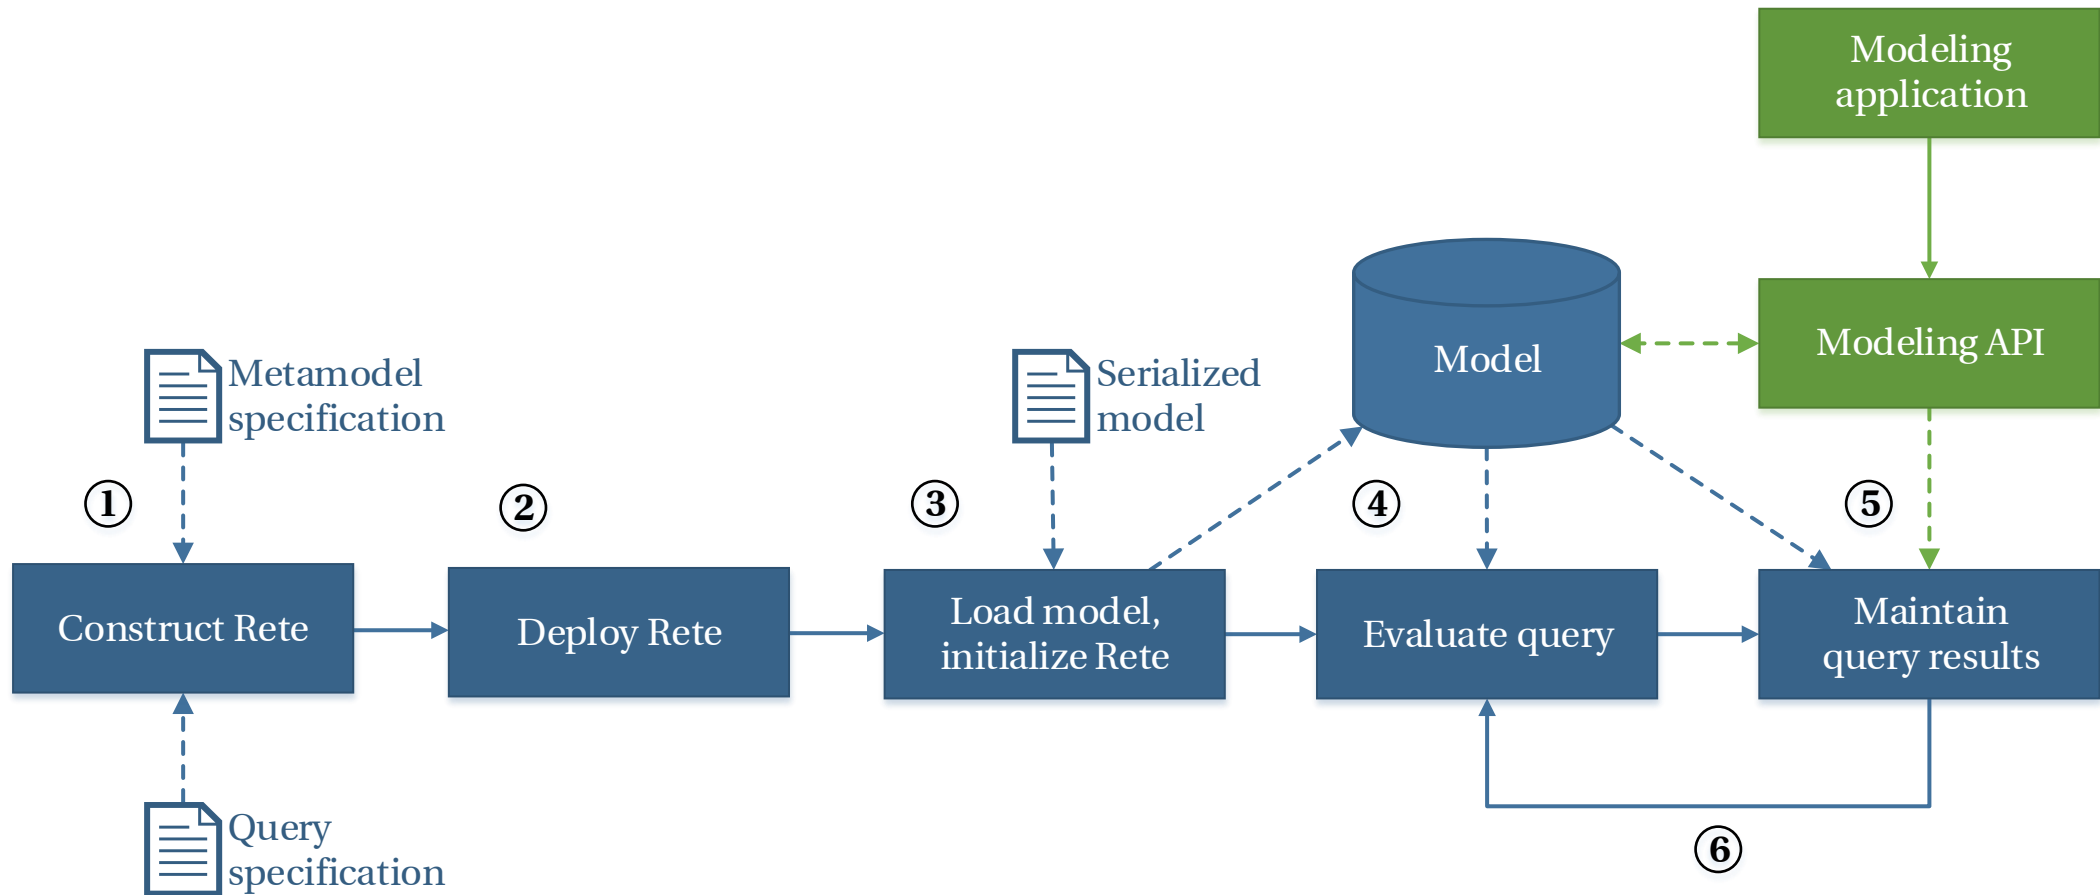 Modeling
application
Model
Modeling API
Metamodel
specification
Serialized
model
1
2
3
4
5
Construct Rete
Deploy Rete
Load model,
initialize Rete
Evaluate query
Maintain
query results
Query
specification
6